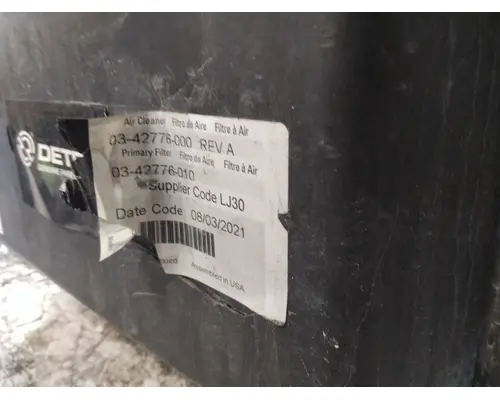 DET
Air Cleaner Filtro de Aire Filtre à Air
03-42776-000 REV A
Primary Filter Filtro de Aire Filtre à Air
03-42776-010
Supplier Code LJ30
Date Code 08/03/2021
Assembled in USA